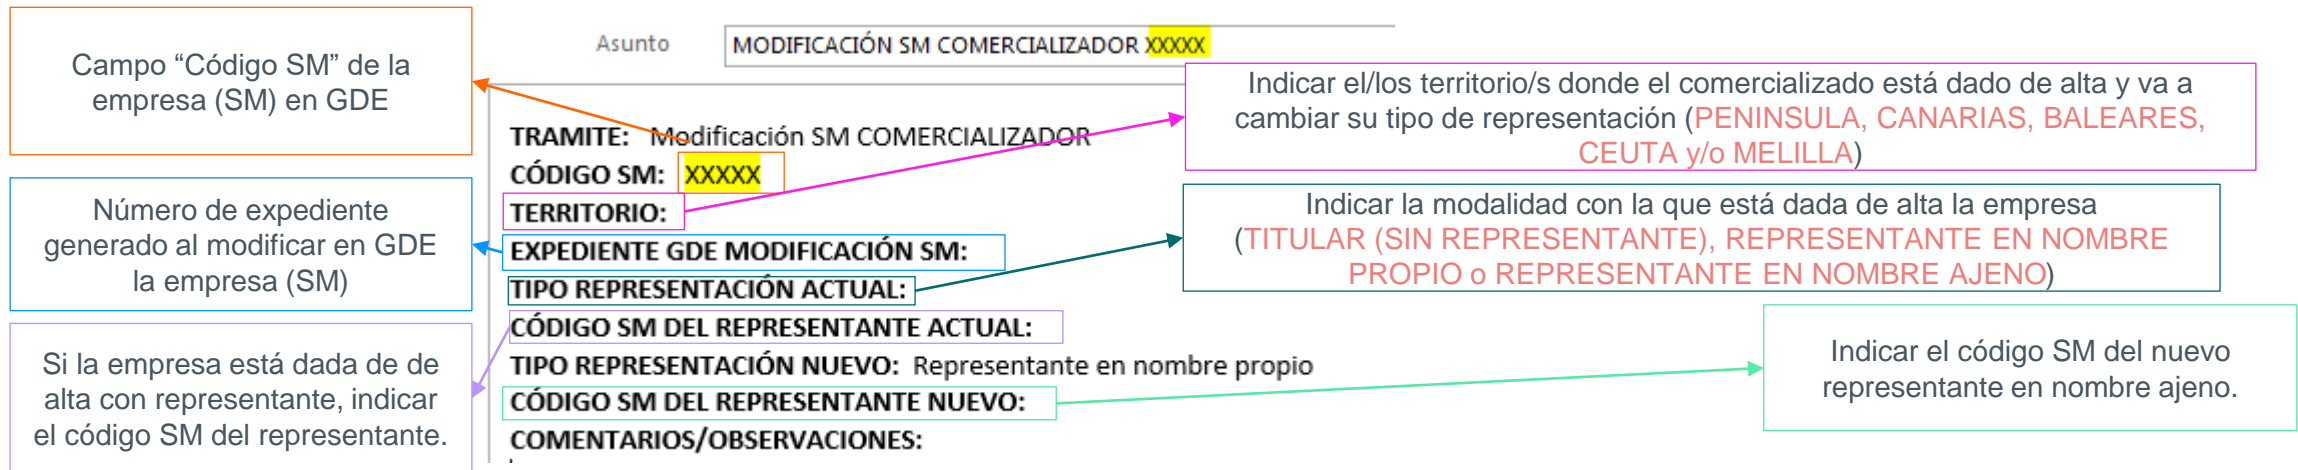 Campo “Código SM” de la
empresa (SM) en GDE
Número de expediente
generado al modificar en GDE
la empresa (SM)
Si la empresa está dada de de
alta con representante, indicar
el código SM del representante.
Asunto
MODIFICACIÓN SM COMERCIALIZADOR XXXXX
TRAMITE: Modificación SM COMERCIALIZADOR
CÓDIGO SM: XXXXX
TERRITORIO:
EXPEDIENTE GDE MODIFICACIÓN SM:
TIPO REPRESENTACIÓN ACTUAL:
CÓDIGO SM DEL REPRESENTANTE ACTUAL:
TIPO REPRESENTACIÓN NUEVO: Representante en nombre propio
CÓDIGO SM DEL REPRESENTANTE NUEVO:
COMENTARIOS/OBSERVACIONES:
Indicar el/los territorio/s donde el comercializado está dado de alta y va a
cambiar su tipo de representación (PENINSULA, CANARIAS, BALEARES,
CEUTA y/o MELILLA)
Indicar la modalidad con la que está dada de alta la empresa
(TITULAR (SIN REPRESENTANTE), REPRESENTANTE EN NOMBRE
PROPIO o REPRESENTANTE EN NOMBRE AJENO)
Indicar el código SM del nuevo
representante en nombre ajeno.